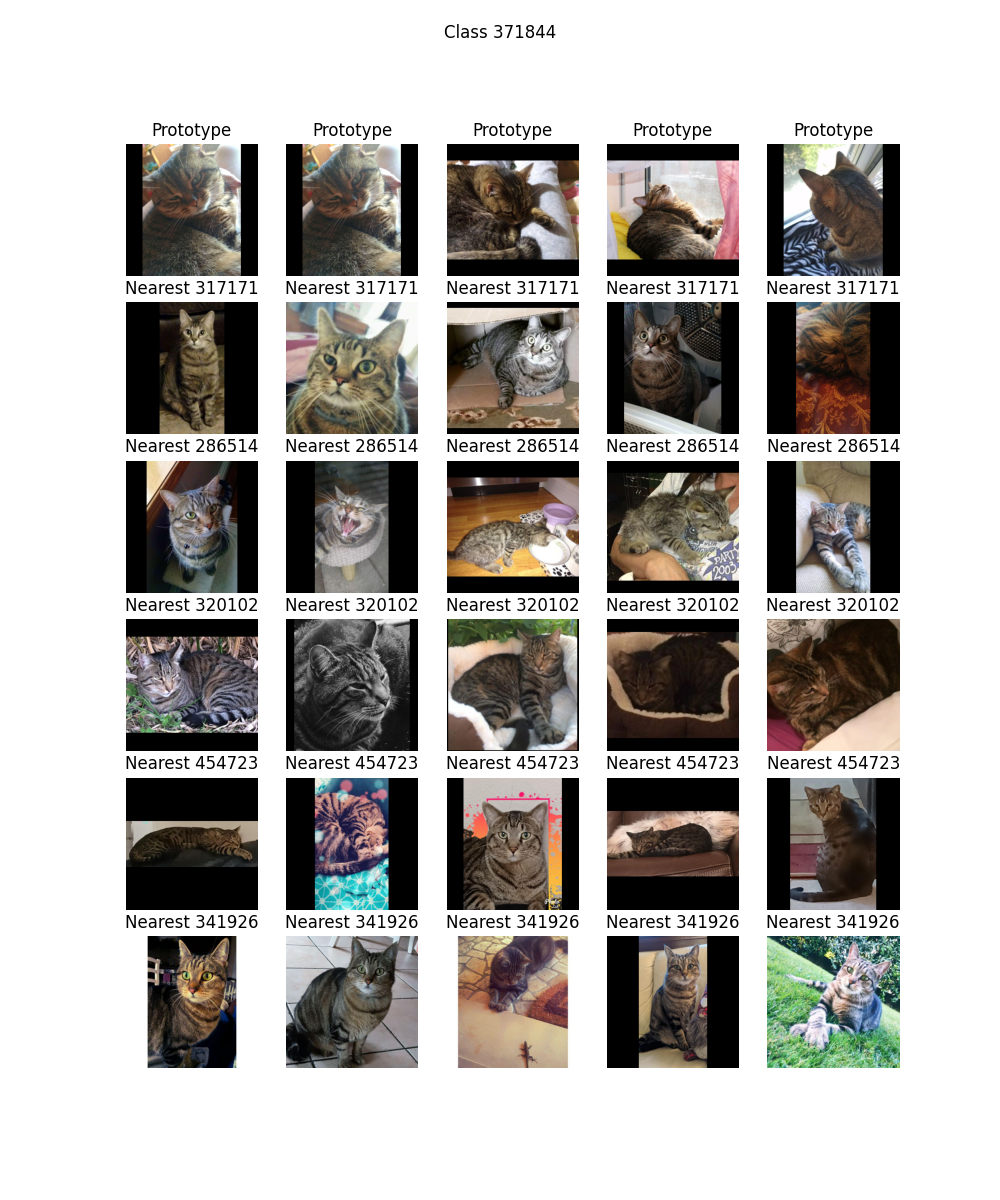 Class 371844
Prototype Prototype Prototype Prototype Prototype
Nearest 317171 Nearest 317171 Nearest 317171 Nearest 317171 Nearest 317171
Nearest 286514 Nearest 286514 Nearest 286514 Nearest 286514 Nearest 286514
PARTY
2003
Nearest 320102 Nearest 320102 Nearest 320102 Nearest 320102 Nearest 320102
Nearest 454723 Nearest 454723 Nearest 454723 Nearest 454723 Nearest 454723
Nearest 341926 Nearest 341926 Nearest 341926 Nearest 341926 Nearest 341926